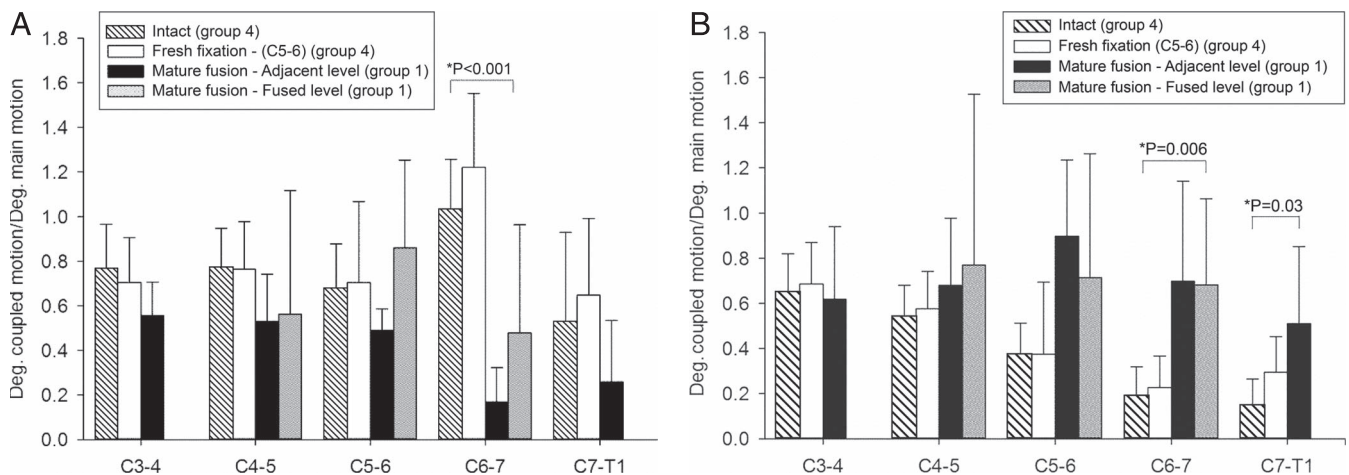 A
Deg. coupled motion/Deg. main motion
1.8
1.6
1.4
1.2
1.0
0.8
0.6
0.4
0.2
0.0
Intact (group 4)
Fresh fixation - (C5-6) (group 4)
Mature fusion - Adjacent level (group 1)
Mature fusion - Fused level (group 1)
*P<0.001
C3-4 C4-5 C5-6 C6-7 C7-T1
B
Deg. coupled motion/Deg. main motion
1.8
1.6
1.4
1.2
1.0
0.8
0.6
0.4
0.2
0.0
Intact (group 4)
Fresh fixation (C5-6) (group 4)
Mature fusion - Adjacent level (group 1)
Mature fusion - Fused level (group 1)
*P=0.006
*P=0.03
C3-4 C4-5 C5-6 C6-7 C7-T1